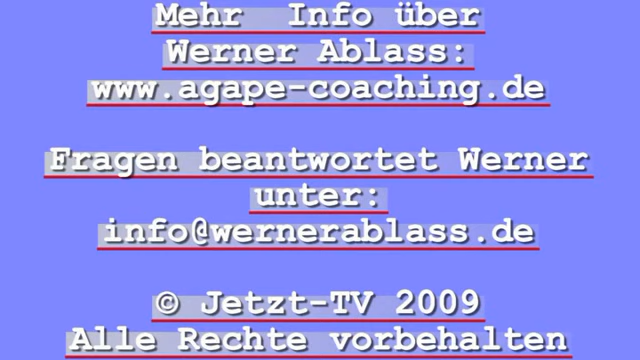 Mehr Info über
Werner Ablass:
www.agape-coaching.de
Fragen beantwortet Werner
unter:
info@wernerablass.de
© Jetzt-TV 2009
Alle Rechte vorbehalten